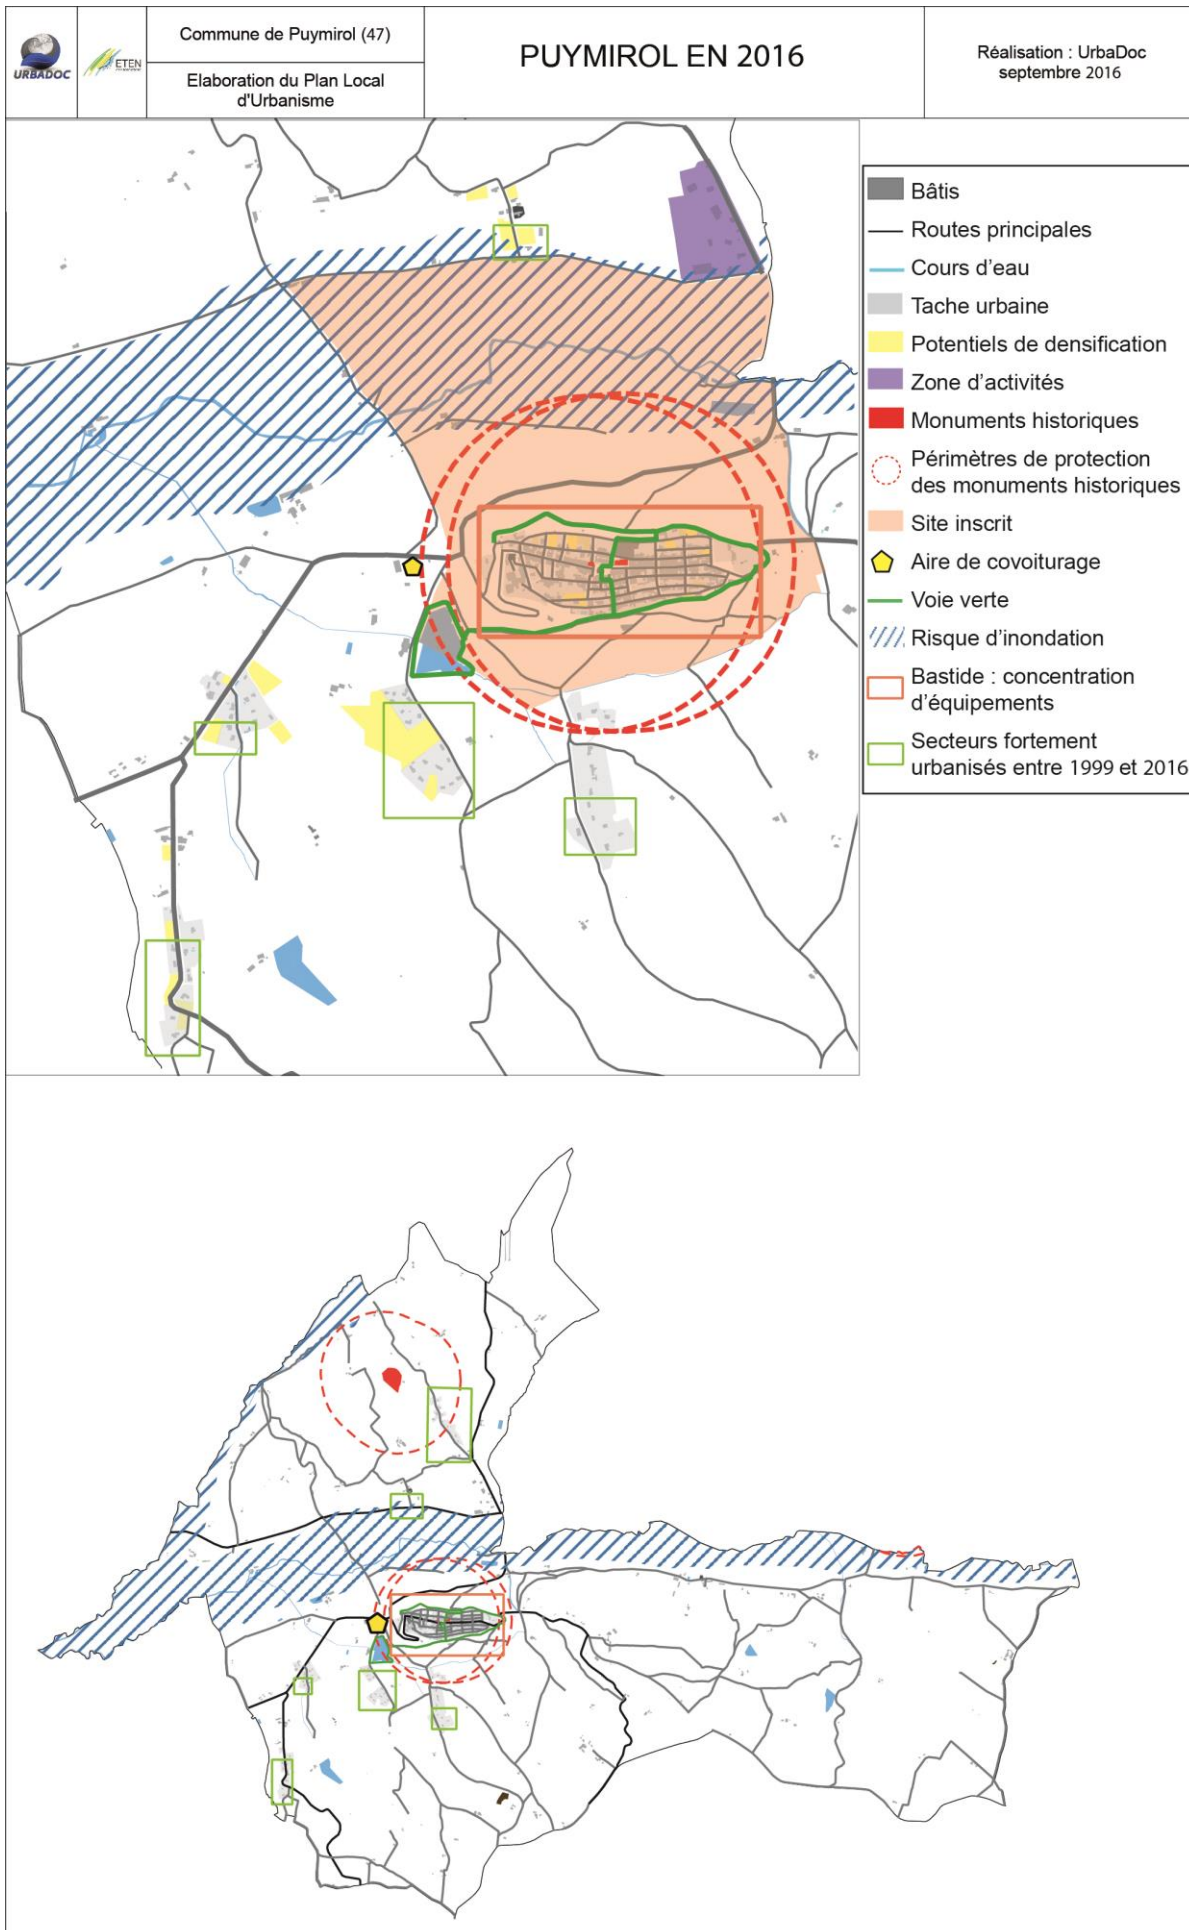 URBADOC
ETEN
Commune de Puymirol (47)
Elaboration du Plan Local
d'Urbanisme
PUYMIROL EN 2016
Réalisation : UrbaDoc
septembre 2016
Bâtis
Routes principales
Cours d'eau
Tache urbaine
Potentiels de densification
Zone d'activités
Monuments historiques
Périmètres de protection
des monuments historiques
Site inscrit
Aire de covoiturage
Voie verte
Risque d'inondation
Bastide : concentration
d'équipements
Secteurs fortement
urbanisés entre 1999 et 2016